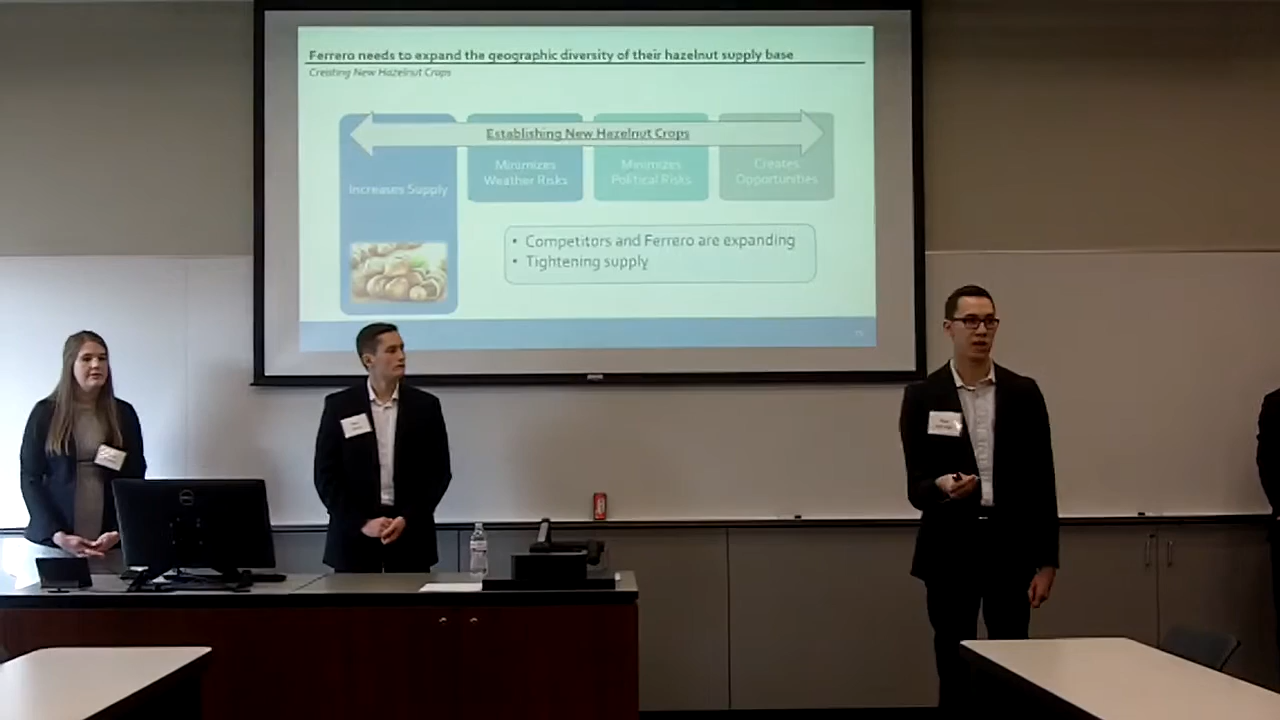 Ferrero needs to expand the geographic diversity of their hazelnut supply base
Creating New Hazelnut Crops
Establishing New Hazelnut Crops
Increases Supply
Minimizes
Weather Risks
Minimizes
Political Risks
Creates
Opportunities
• Competitors and Ferrero are expanding
• Tightening supply
DELL